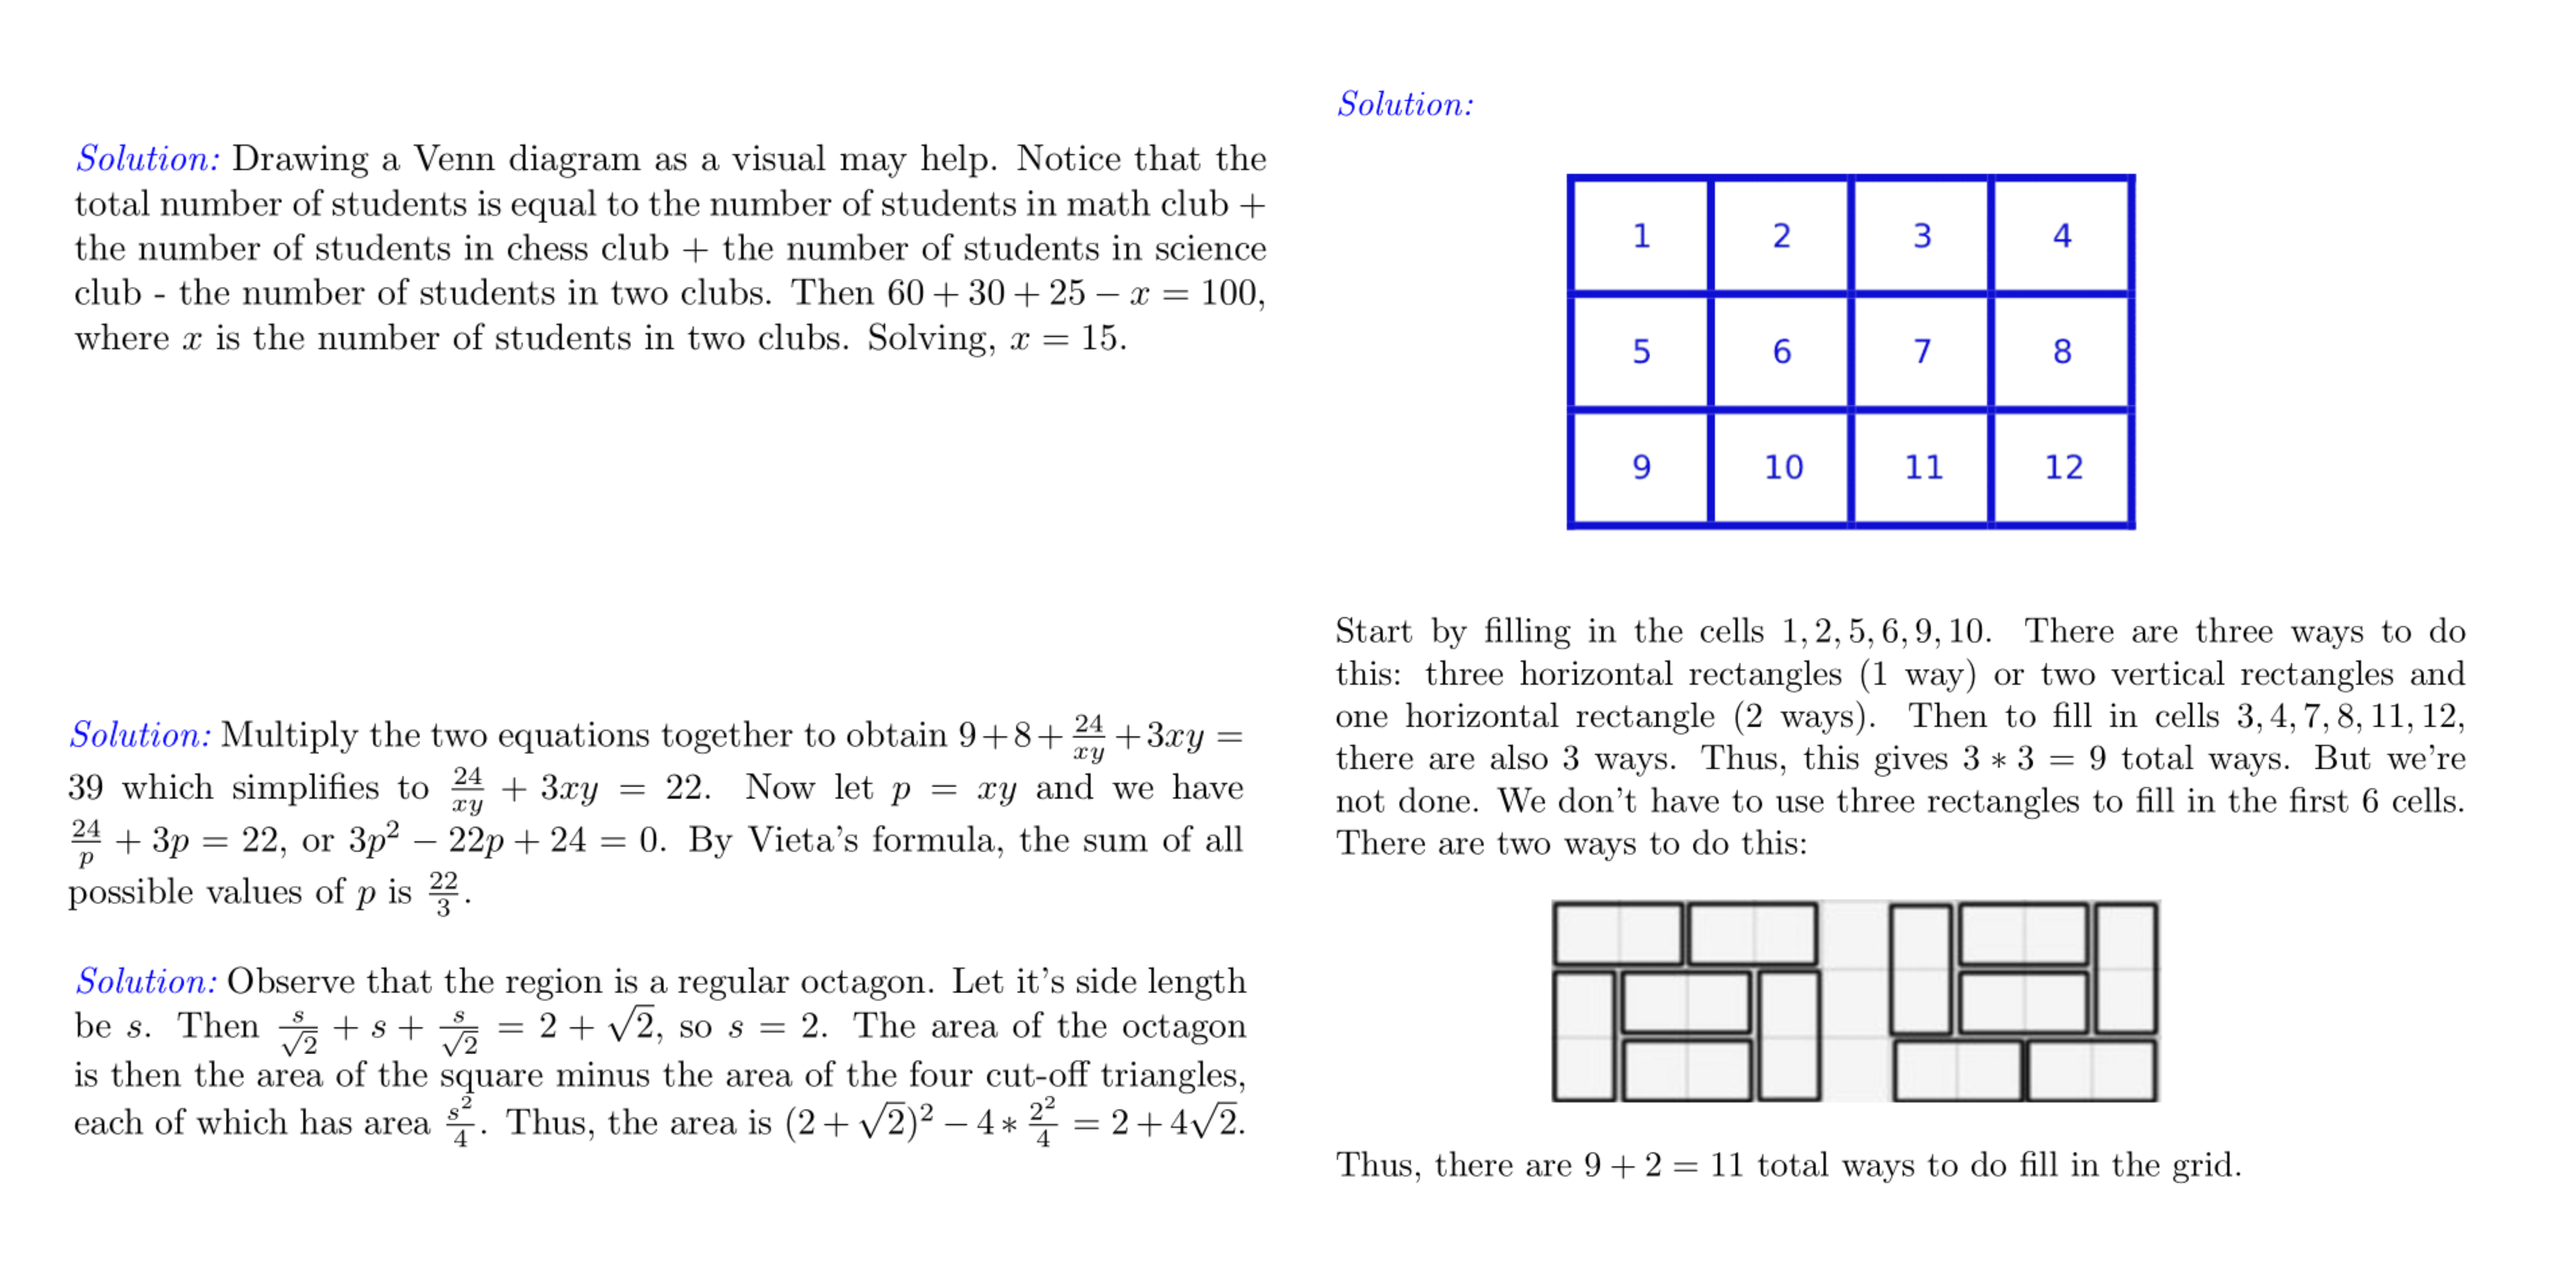 Solution: Drawing a Venn diagram as a visual may help. Notice that the
total number of students is equal to the number of students in math club +
the number of students in chess club + the number of students in science
club - the number of students in two clubs. Then 60 + 30 + 25 − x = 100,
where x is the number of students in two clubs. Solving, x = 15.
Solution: Multiply the two equations together to obtain 9+8+\frac{24}{xy}+3xy =
39 which simplifies to \frac{24}{xy} + 3xy = 22. Now let p = xy and we have
\frac{24}{p} + 3p = 22, or 3p² − 22p + 24 = 0. By Vieta's formula, the sum of all
possible values of p is \frac{22}{3}.
Solution: Observe that the region is a regular octagon. Let it's side length
be s. Then \frac{s}{√2} + s + \frac{s}{√2} = 2 + √2, so s = 2. The area of the octagon
is then the area of the square minus the area of the four cut-off triangles,
each of which has area \frac{s²}{4}. Thus, the area is (2+√2)² − 4 * \frac{2²}{4} = 2+4√2.
Solution:
1 2 3 4
5 6 7 8
9 10 11 12
Start by filling in the cells 1, 2, 5, 6, 9, 10. There are three ways to do
this: three horizontal rectangles (1 way) or two vertical rectangles and
one horizontal rectangle (2 ways). Then to fill in cells 3, 4, 7, 8, 11, 12,
there are also 3 ways. Thus, this gives 3 * 3 = 9 total ways. But we're
not done. We don't have to use three rectangles to fill in the first 6 cells.
There are two ways to do this:
Thus, there are 9 + 2 = 11 total ways to do fill in the grid.